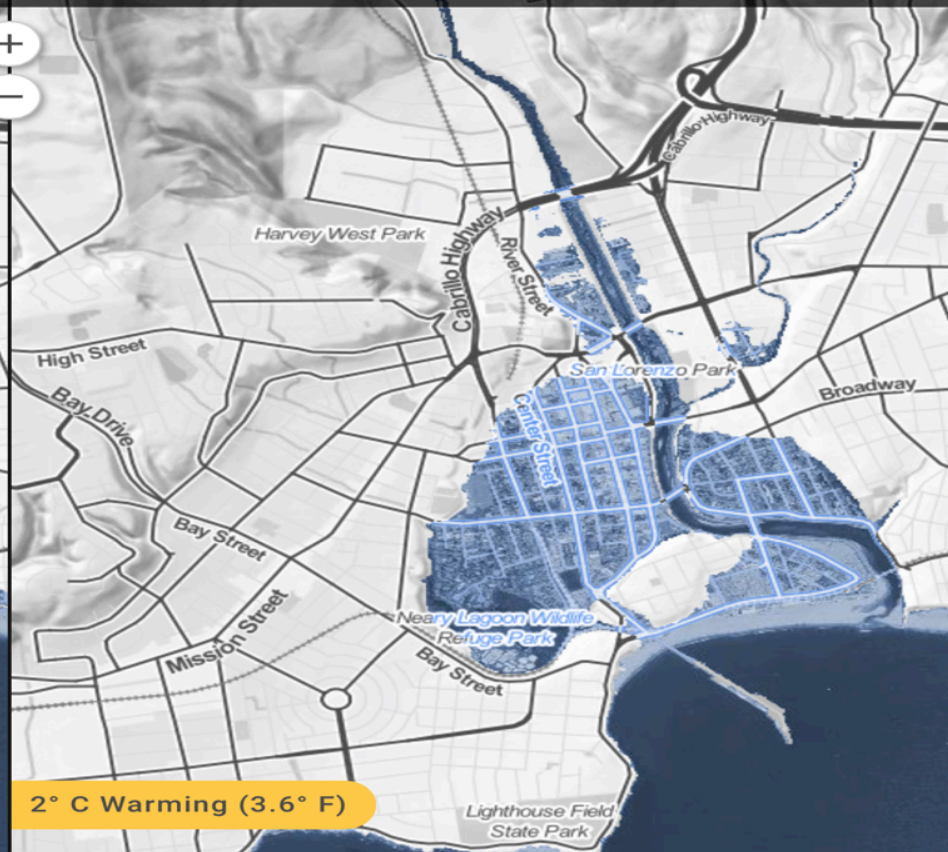 +
−
Cabrillo Highway
Harvey West Park
Cabrillo Highway
River Street
High Street
San Lorenzo Park
Bay Drive
Center Street
Broadway
Bay Street
Mission Street
Neary Lagoon Wildlife
Refuge Park
Bay Street
2° C Warming (3.6° F)
Lighthouse Field
State Park